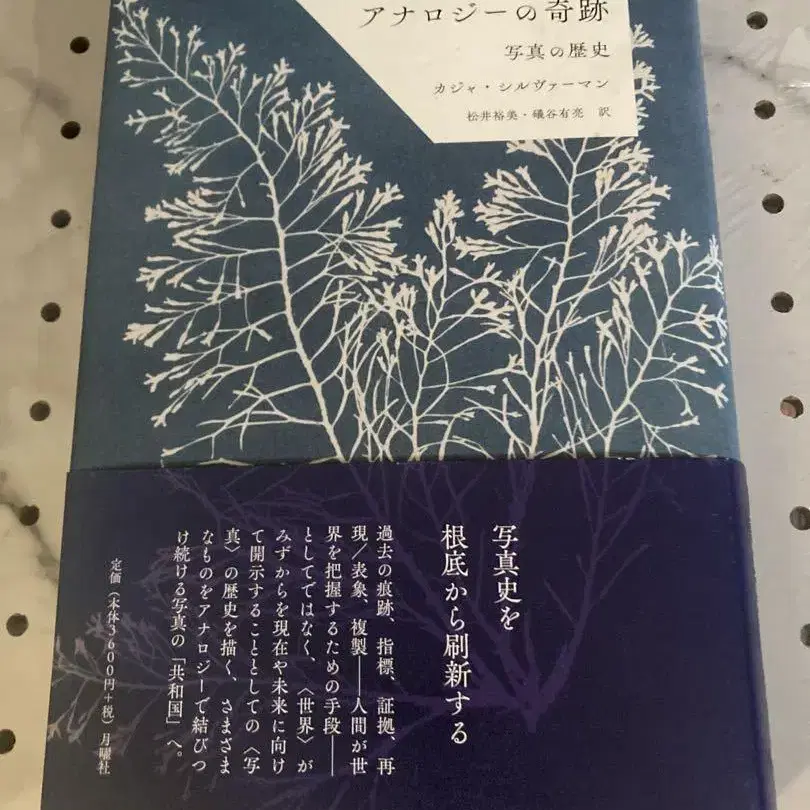 アナロジーの奇跡
写真の歴史
カジャ・シルヴァーマン
松井裕美・礒谷有亮 訳
写真史を
根底から刷新する
過去の痕跡、指標、証拠、再
現／表象、複製――人間が世
界を把握するための手段――
としてではなく、〈世界〉が
みずからを現在や未来に向け
て開示することとしての〈写
真〉の歴史を描く、さまざま
なものをアナロジーで結びつ
け続ける写真の「共和国」へ。
定価（本体3600円＋税）月曜社